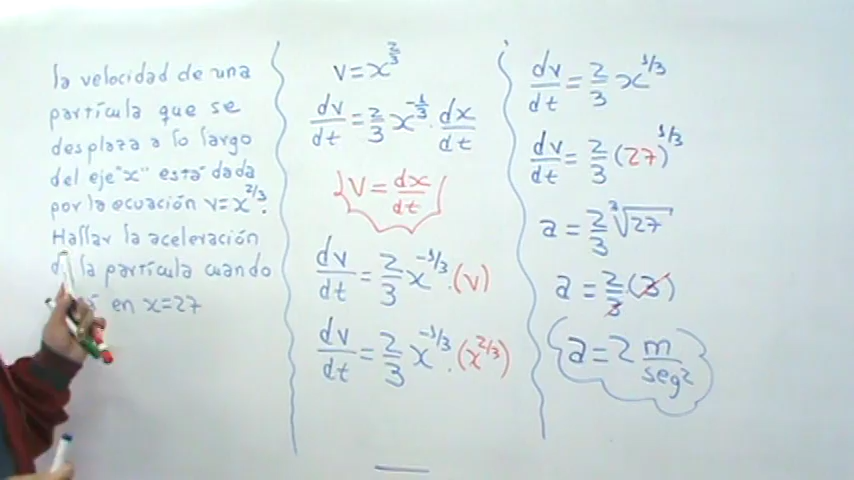 la velocidad de una
partícula que se
desplaza a lo largo
del eje "x" está dada
por la ecuación v=x^{2/3}.
Hallar la aceleración
la partícula cuando
en x=27
v=x^{2/3}
dv/dt = 2/3 x^{-1/3} . dx/dt
V = dx/dt
dv/dt = 2/3 x^{-1/3} . (v)
dv/dt = 2/3 x^{-1/3} . (x^{2/3})
dv/dt = 2/3 x^{1/3}
dv/dt = 2/3 (27)^{1/3}
a = 2/3 ∛27
a = 2/3 (3)
a = 2 m/seg²